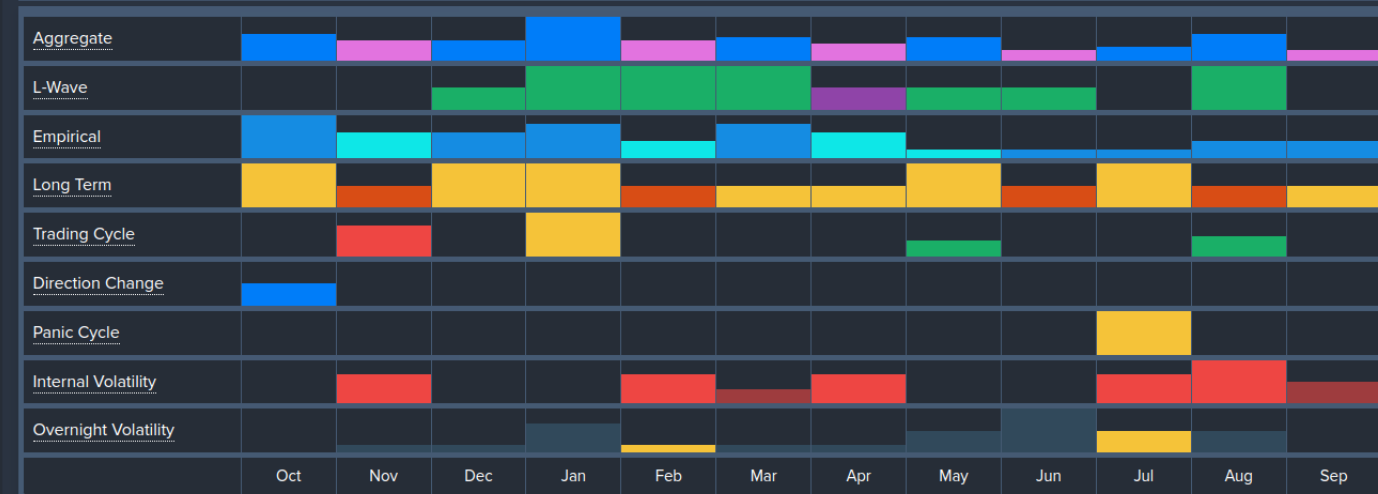 Aggregate
L-Wave
Empirical
Long Term
Trading Cycle
Direction Change
Panic Cycle
Internal Volatility
Overnight Volatility
Oct Nov Dec Jan Feb Mar Apr May Jun Jul Aug Sep